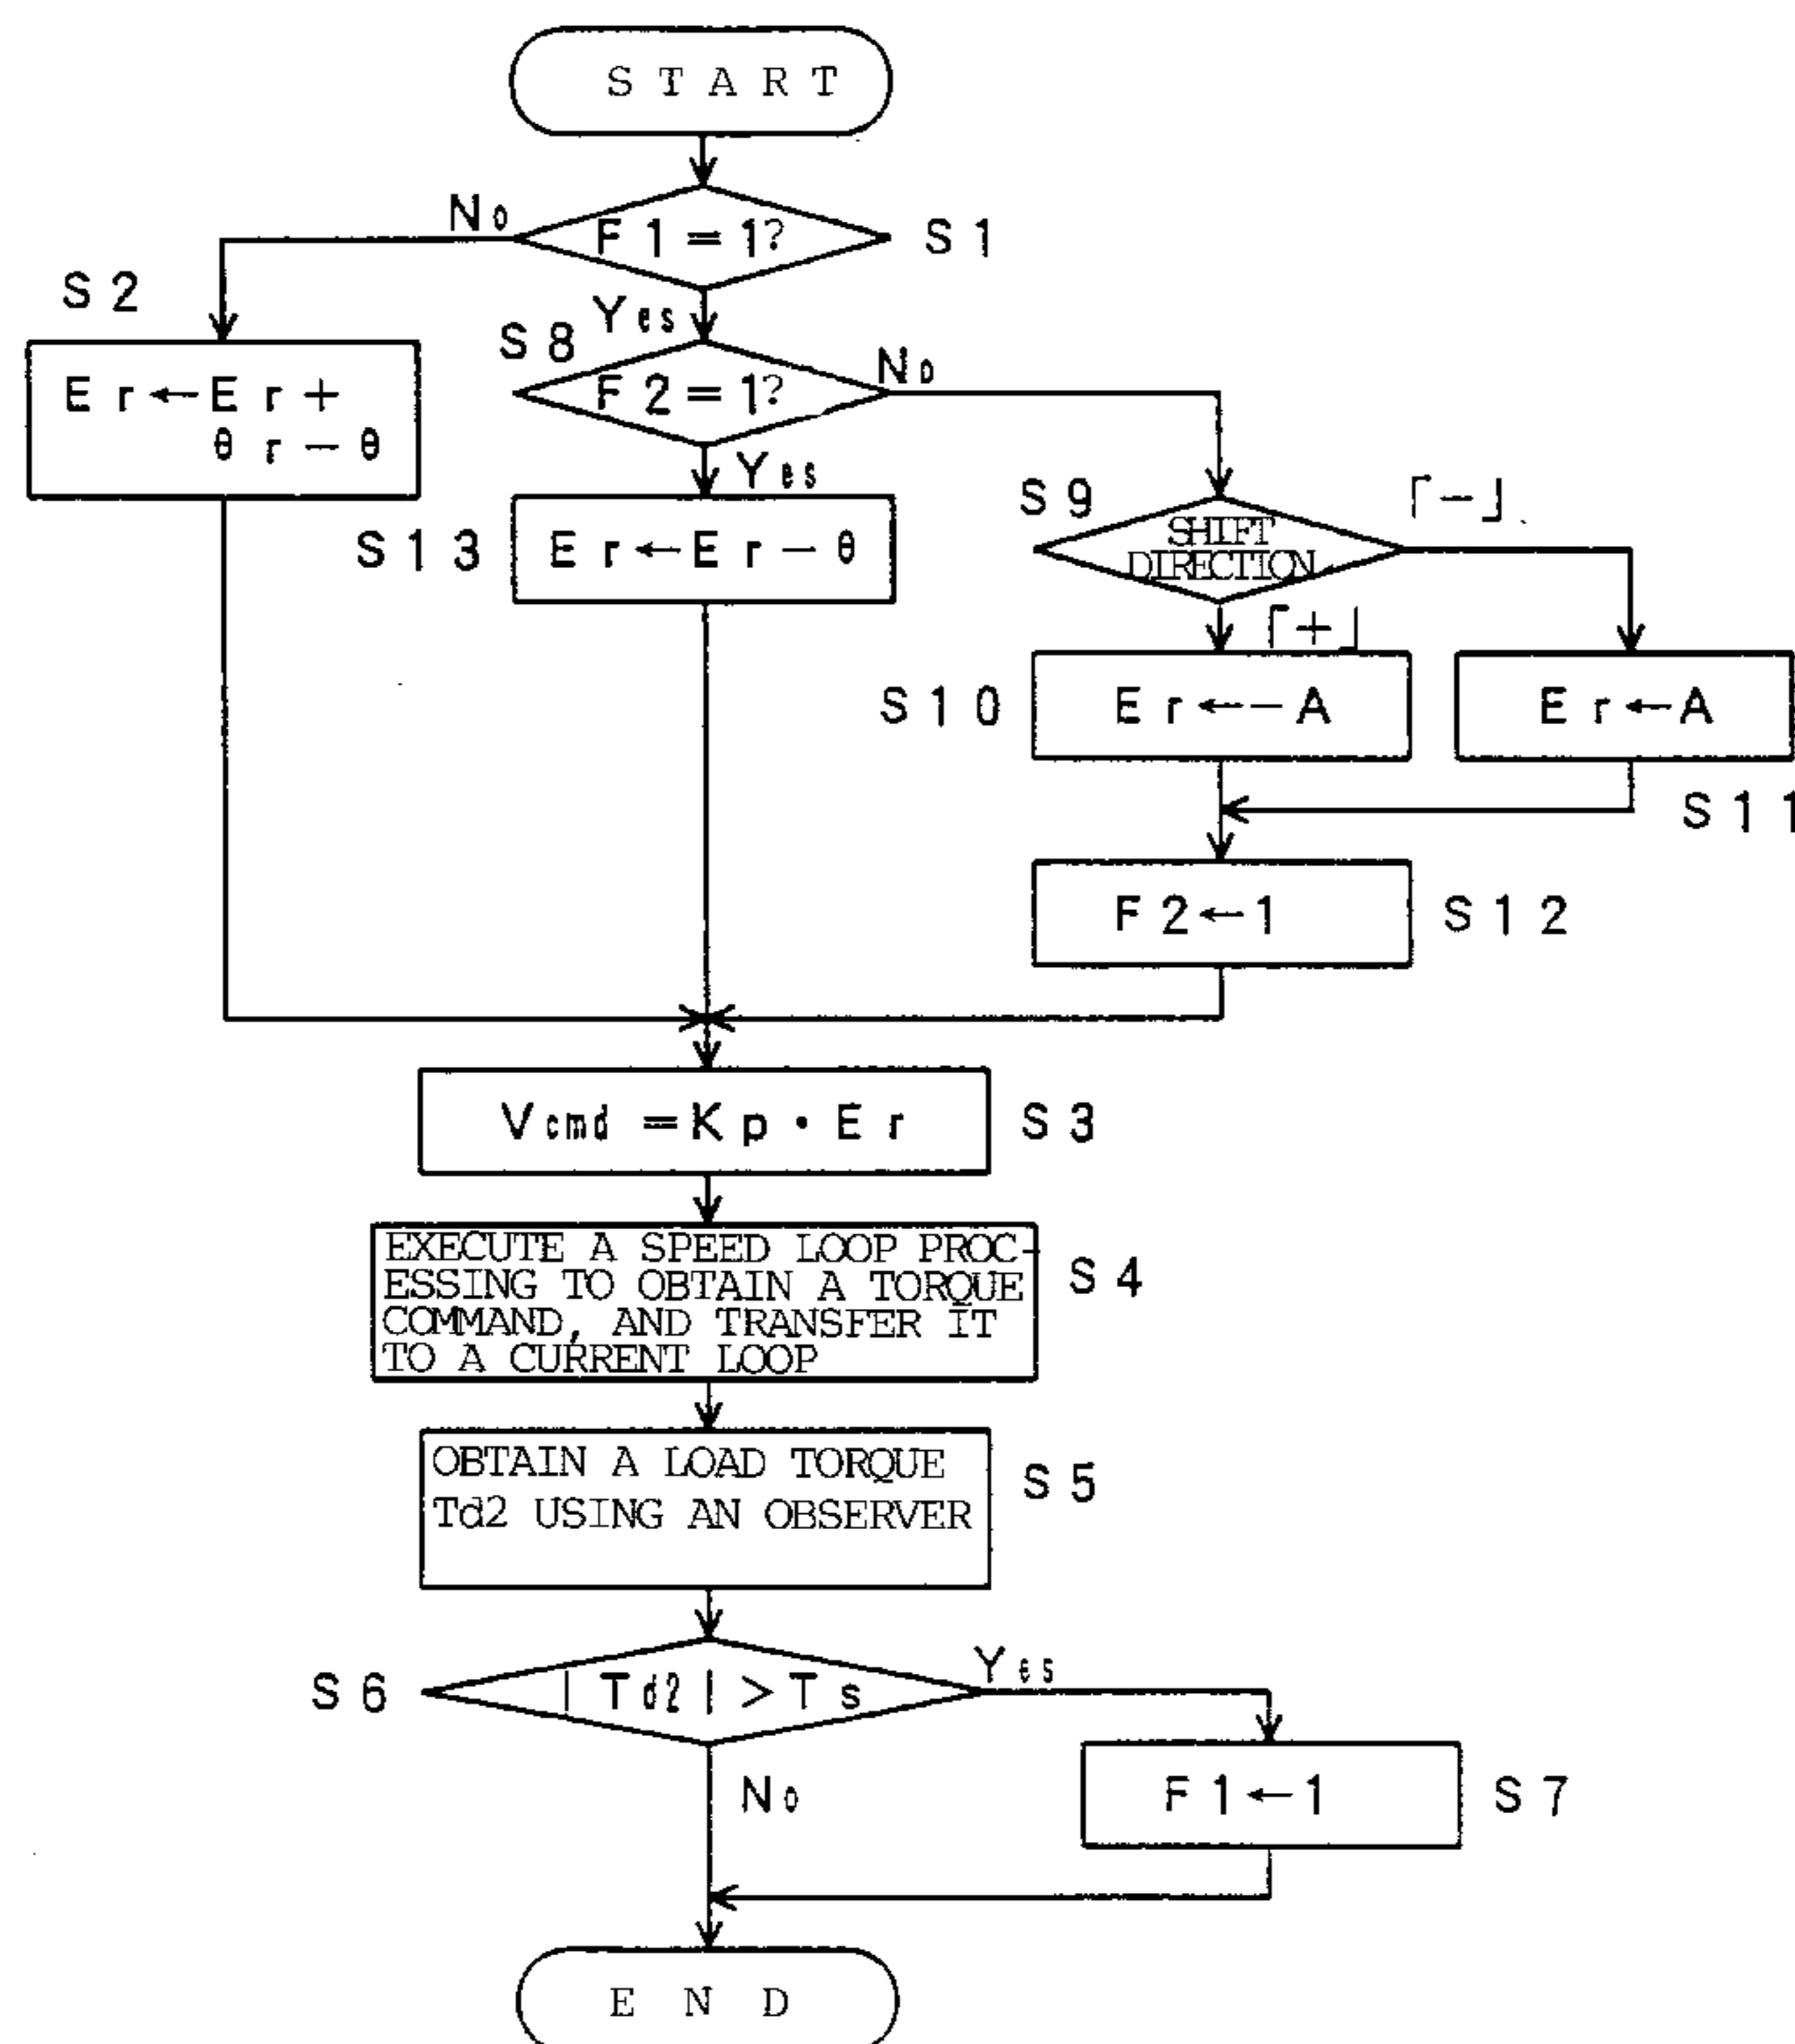 START
No
F1=1?
S1
S2
Yes
S8
F2=1?
No
Er←Er+
θr−θ
Yes
S13
Er←Er−θ
S9
SHIFT
DIRECTION
「−」
「+」
S10
Er←−A
Er←A
S11
F2←1
S12
Vcmd=Kp・Er
S3
EXECUTE A SPEED LOOP PROC-
ESSING TO OBTAIN A TORQUE
COMMAND, AND TRANSFER IT
TO A CURRENT LOOP
S4
OBTAIN A LOAD TORQUE
Td2 USING AN OBSERVER
S5
S6
|Td2|>Ts
Yes
No
F1←1
S7
END